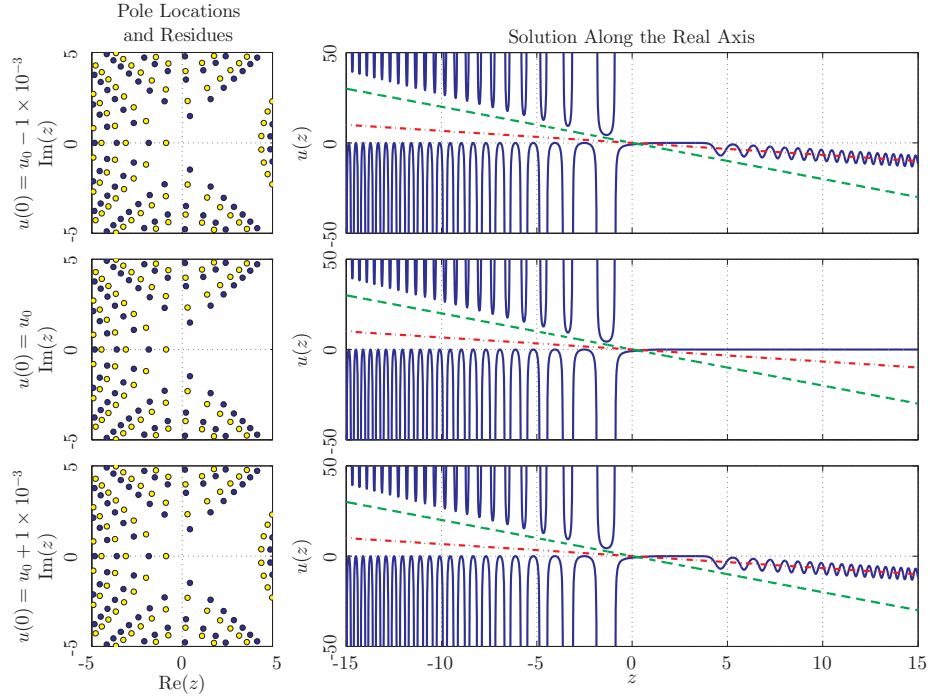 Pole Locations
and Residues
Solution Along the Real Axis
u(0) = u₀ − 1 × 10⁻³
Im(z)
5
0
-5
u(z)
50
0
-50
u(0) = u₀
Im(z)
5
0
-5
u(z)
50
0
-50
u(0) = u₀ + 1 × 10⁻³
Im(z)
5
0
-5
u(z)
50
0
-50
-5
0
5
Re(z)
-15
-10
-5
0
5
10
15
z